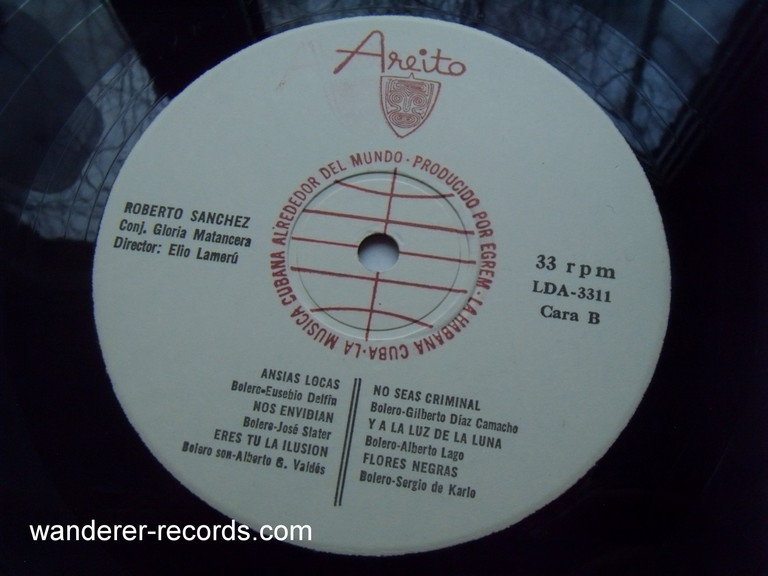 Areito
LA MUSICA CUBANA ALREDEDOR DEL MUNDO · PRODUCIDO POR EGREM · LA HABANA CUBA ·
ROBERTO SANCHEZ
Conj. Gloria Matancera
Director: Elio Lamerú
33 rpm
LDA-3311
Cara B
ANSIAS LOCAS
Bolero-Eusebio Delfín
NOS ENVIDIAN
Bolero-José Slater
ERES TU LA ILUSION
Bolero son-Alberto G. Valdés
NO SEAS CRIMINAL
Bolero-Gilberto Díaz Camacho
Y A LA LUZ DE LA LUNA
Bolero-Alberto Lago
FLORES NEGRAS
Bolero-Sergio de Karlo
wanderer-records.com